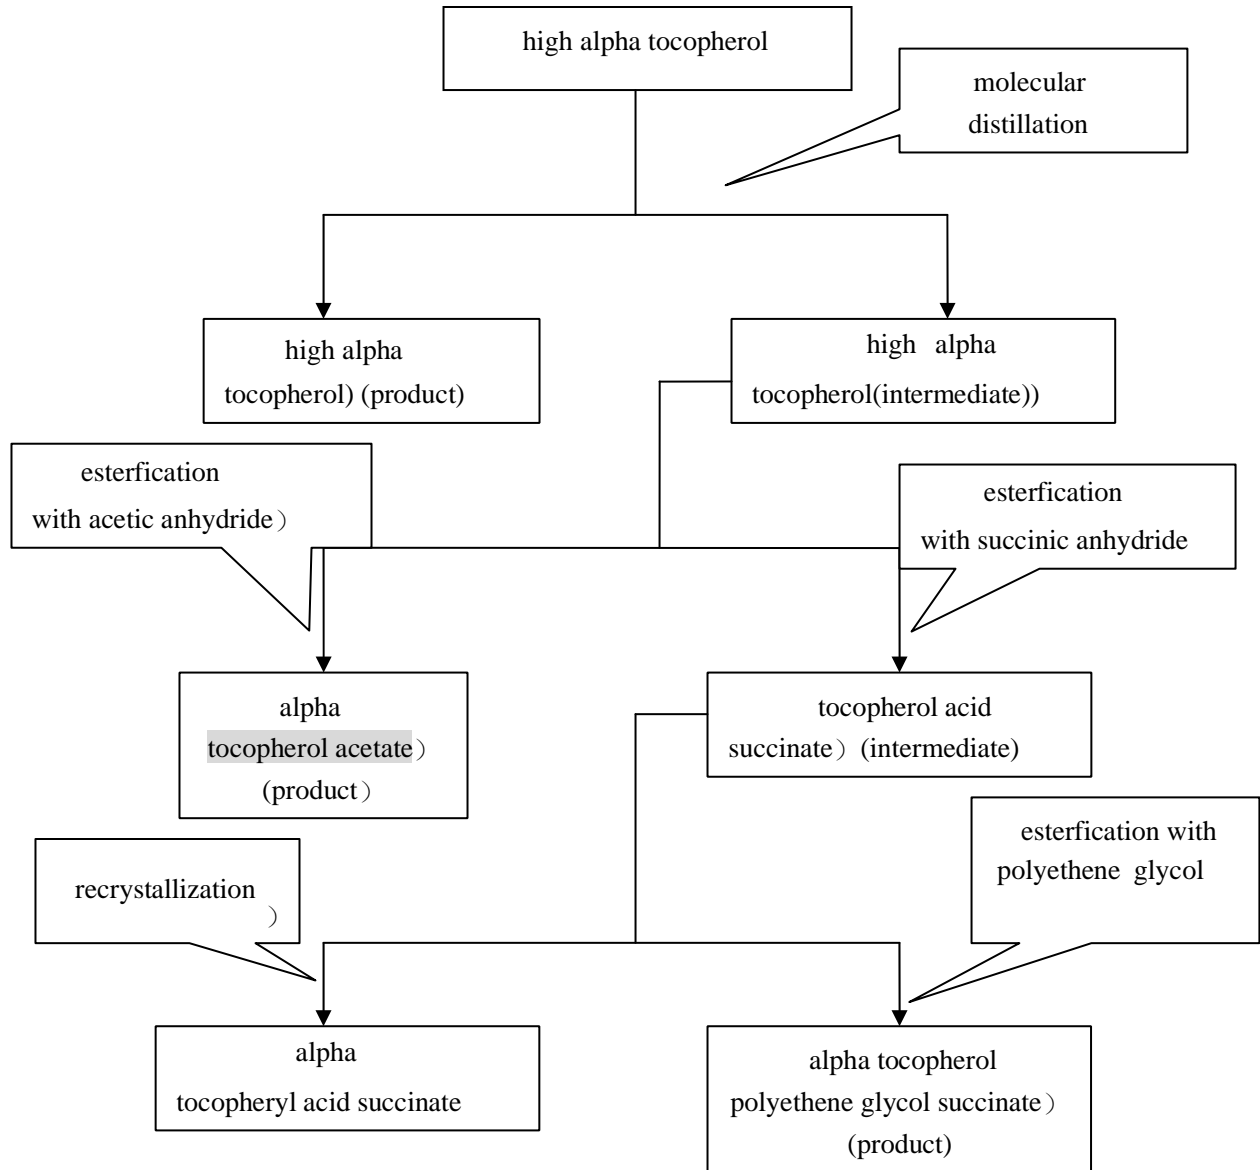 high alpha tocopherol
molecular
distillation
high alpha
tocopherol) (product)
high alpha
tocopherol(intermediate))
esterfication
with acetic anhydride）
esterfication
with succinic anhydride
alpha
tocopherol acetate）
(product）
tocopherol acid
succinate）(intermediate)
esterfication with
polyethene glycol
recrystallization
）
alpha
tocopheryl acid succinate
alpha tocopherol
polyethene glycol succinate）
(product)